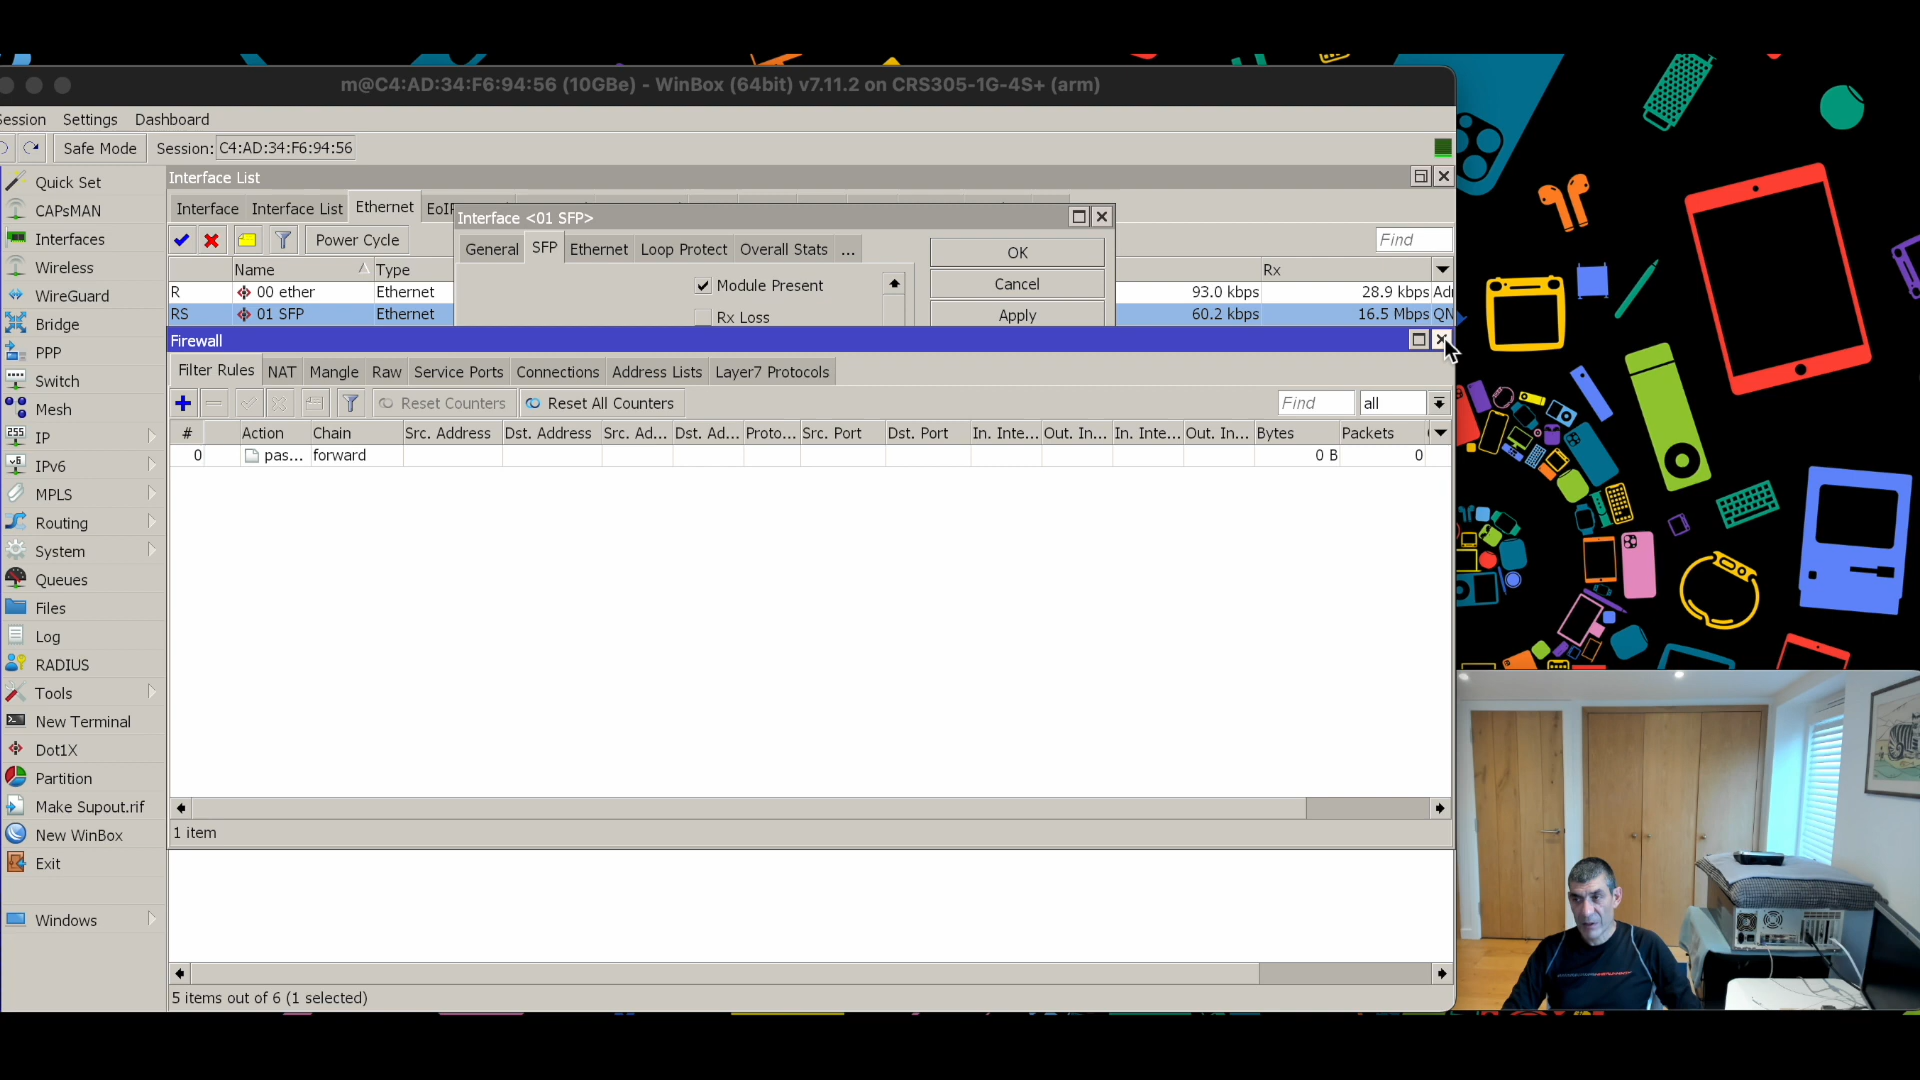 m@C4:AD:34:F6:94:56 (10GBe) - WinBox (64bit) v7.11.2 on CRS305-1G-4S+ (arm)
Session Settings Dashboard
Safe Mode Session: C4:AD:34:F6:94:56
Quick Set
CAPsMAN
Interfaces
Wireless
WireGuard
Bridge
PPP
Switch
Mesh
IP
IPv6
MPLS
Routing
System
Queues
Files
Log
RADIUS
Tools
New Terminal
Dot1X
Partition
Make Supout.rif
New WinBox
Exit
Windows
Interface List
Interface Interface List Ethernet EoIP
Power Cycle Find
Name Type Rx
R 00 ether Ethernet 93.0 kbps 28.9 kbps
RS 01 SFP Ethernet 60.2 kbps 16.5 Mbps QN
Interface <01 SFP>
General SFP Ethernet Loop Protect Overall Stats ...
Module Present
Rx Loss
OK
Cancel
Apply
Firewall
Filter Rules NAT Mangle Raw Service Ports Connections Address Lists Layer7 Protocols
Reset Counters Reset All Counters Find all
# Action Chain Src. Address Dst. Address Src. Ad... Dst. Ad... Proto... Src. Port Dst. Port In. Inte... Out. In... In. Inte... Out. In... Bytes Packets
0 pas... forward 0 B 0
1 item
5 items out of 6 (1 selected)